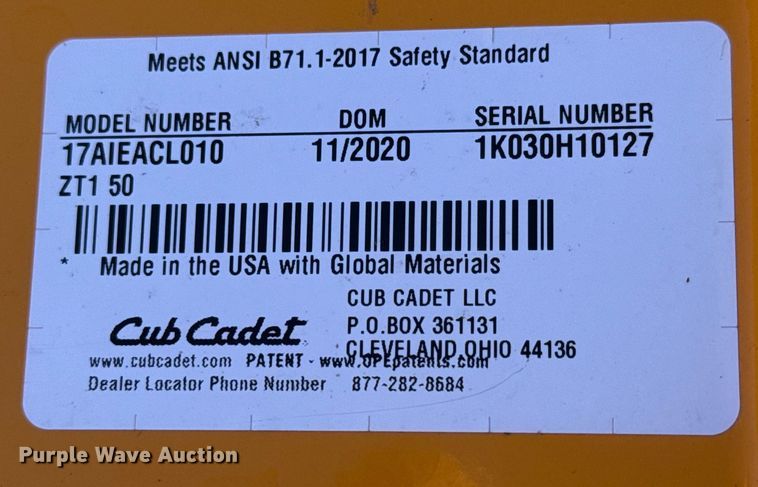 Meets ANSI B71.1-2017 Safety Standard
MODEL NUMBER DOM SERIAL NUMBER
17AIEACL010 11/2020 1K030H10127
ZT1 50
* Made in the USA with Global Materials
CUB CADET LLC
Cub Cadet P.O.BOX 361131
CLEVELAND,OHIO 44136
www.cubcadet.com PATENT - www.OPEpatents.com
Dealer Locator Phone Number 877-282-8684
Purple Wave Auction